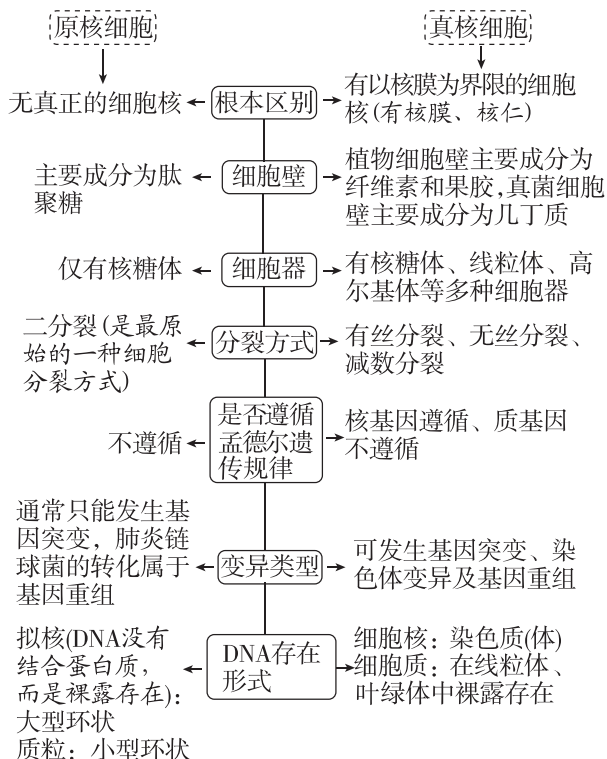 原核细胞
真核细胞
无真正的细胞核
根本区别
有以核膜为界限的细胞
核(有核膜、核仁)
主要成分为肽
聚糖
细胞壁
植物细胞壁主要成分为
纤维素和果胶,真菌细胞
壁主要成分为几丁质
仅有核糖体
细胞器
有核糖体、线粒体、高
尔基体等多种细胞器
二分裂(是最原
始的一种细胞
分裂方式)
分裂方式
有丝分裂、无丝分裂、
减数分裂
不遵循
是否遵循
孟德尔遗
传规律
核基因遵循、质基因
不遵循
通常只能发生基
因突变，肺炎链
球菌的转化属于
基因重组
变异类型
可发生基因突变、染
色体变异及基因重组
拟核(DNA没有
结合蛋白质，
而是裸露存在)：
大型环状
质粒：小型环状
DNA存在
形式
细胞核：染色质(体)
细胞质：在线粒体、
叶绿体中裸露存在